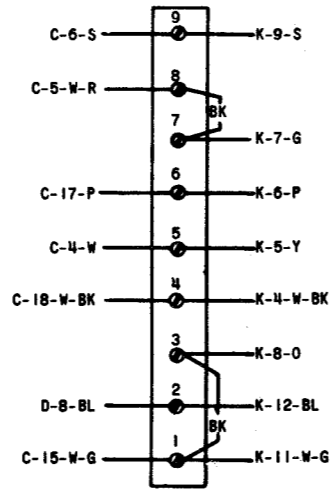 9
C-6-S K-9-S
8
C-5-W-R
BK
7
K-7-G
6
C-17-P K-6-P
5
C-4-W K-5-Y
4
C-18-W-BK K-4-W-BK
3
K-8-O
2
D-8-BL K-12-BL
BK
1
C-15-W-G K-11-W-G